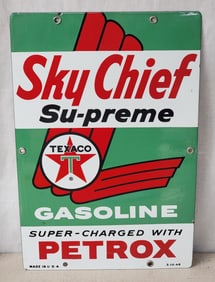 Sky Chief
Su-preme
TEXACO
T
GASOLINE
SUPER-CHARGED WITH
PETROX
MADE IN U.S.A.